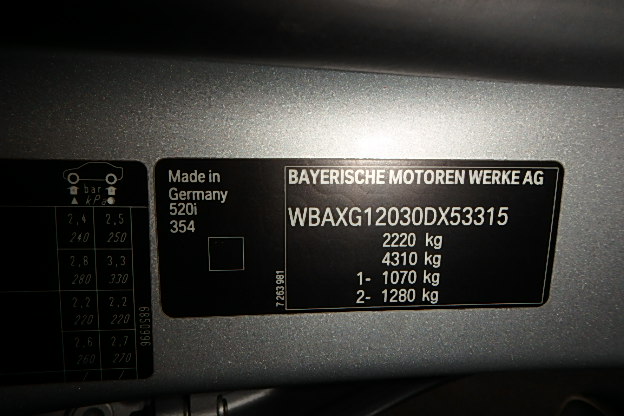 bar
kPa
2,4 2,5
240 250
2,8 3,3
280 330
2,2 2,2
220 220
2,6 2,7
260 270
9660589
Made in
Germany
520i
354
7 263 981
BAYERISCHE MOTOREN WERKE AG
WBAXG12030DX53315
2220 kg
4310 kg
1- 1070 kg
2- 1280 kg